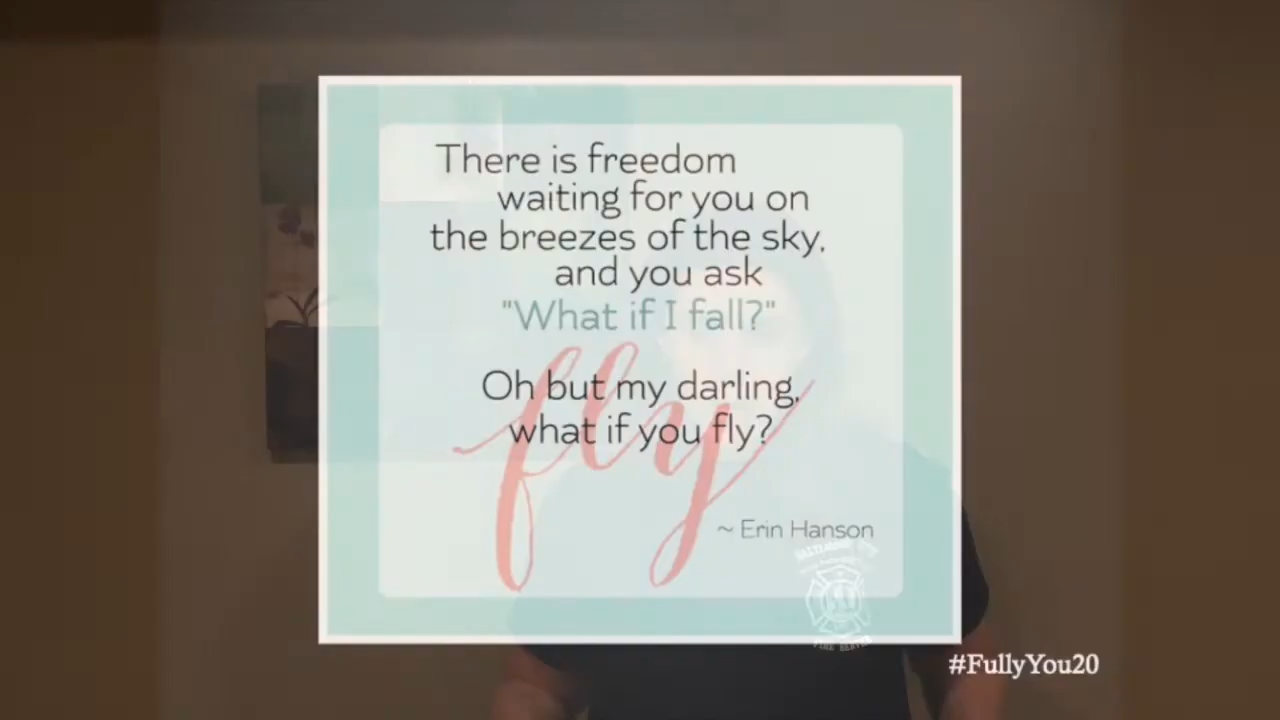 There is freedom
waiting for you on
the breezes of the sky,
and you ask
"What if I fall?"
fly
Oh but my darling,
what if you fly?
~ Erin Hanson
#FullyYou20